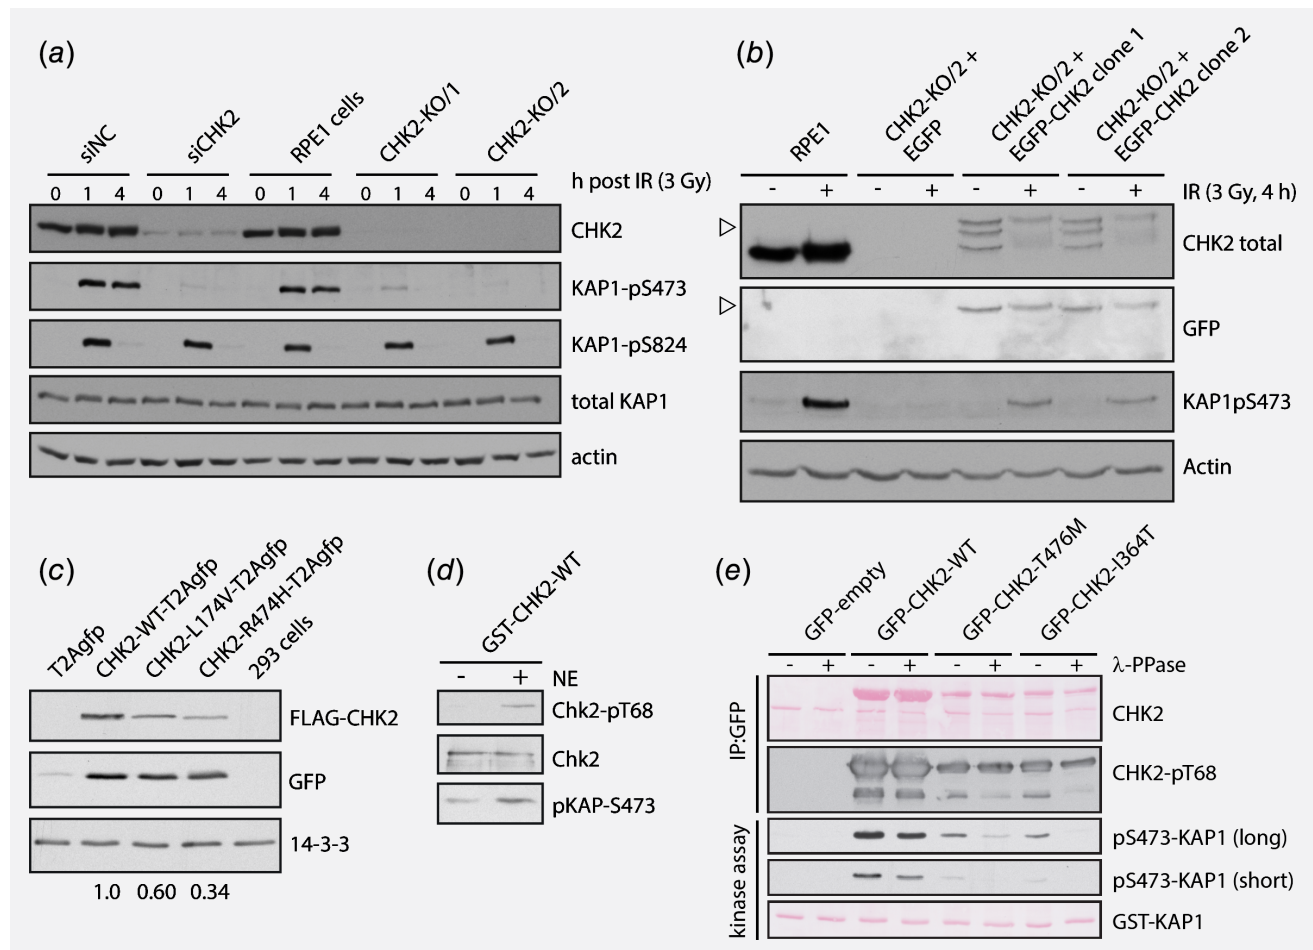 (a)
siNC
siCHK2
RPE1 cells
CHK2-KO/1
CHK2-KO/2
0 1 4 0 1 4 0 1 4 0 1 4 0 1 4 h post IR (3 Gy)
CHK2
KAP1-pS473
KAP1-pS824
total KAP1
actin
(b)
RPE1
CHK2-KO/2 +
EGFP
CHK2-KO/2 +
EGFP-CHK2 clone 1
CHK2-KO/2 +
EGFP-CHK2 clone 2
- + - + - + - + IR (3 Gy, 4 h)
CHK2 total
GFP
KAP1pS473
Actin
(c)
T2Agfp
CHK2-WT-T2Agfp
CHK2-L174V-T2Agfp
CHK2-R474H-T2Agfp
293 cells
FLAG-CHK2
GFP
14-3-3
1.0 0.60 0.34
(d)
GST-CHK2-WT
- + NE
Chk2-pT68
Chk2
pKAP-S473
(e)
GFP-empty
GFP-CHK2-WT
GFP-CHK2-T476M
GFP-CHK2-I364T
- + - + - + - + λ-PPase
IP:GFP
CHK2
CHK2-pT68
kinase assay
pS473-KAP1 (long)
pS473-KAP1 (short)
GST-KAP1